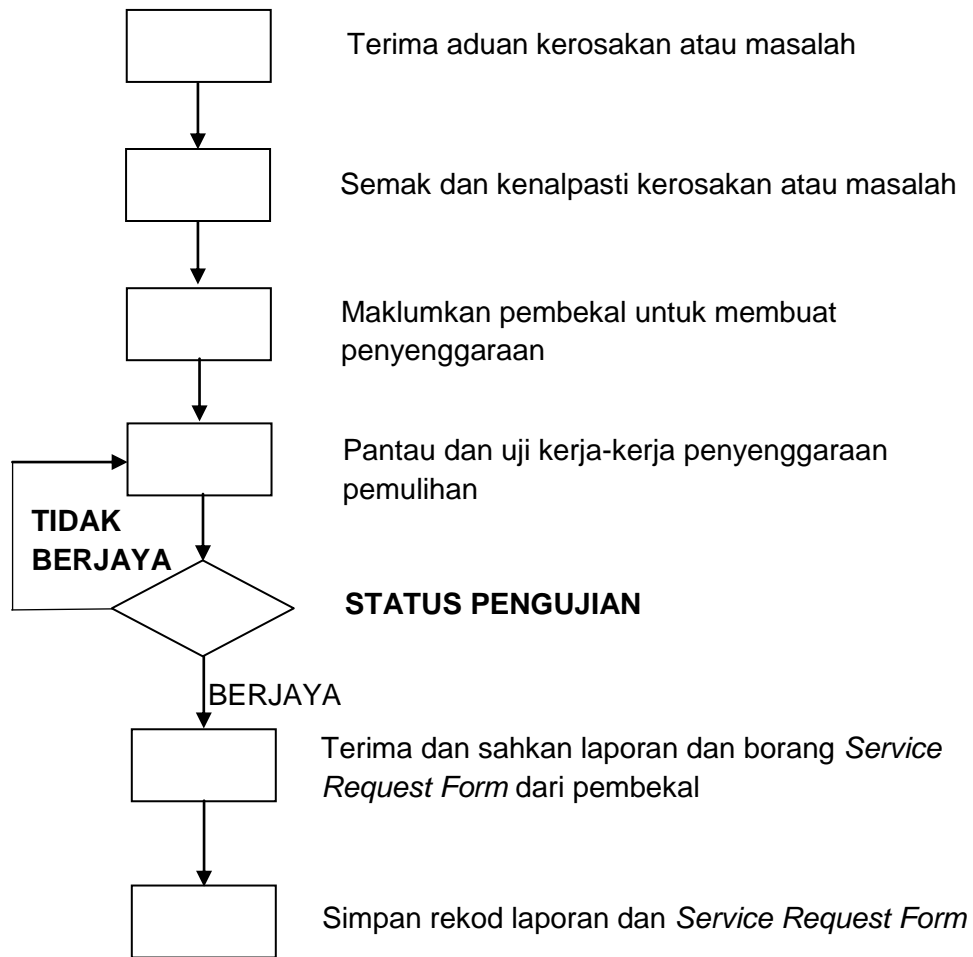 Terima aduan kerosakan atau masalah
Semak dan kenalpasti kerosakan atau masalah
Maklumkan pembekal untuk membuat
penyenggaraan
Pantau dan uji kerja-kerja penyenggaraan
pemulihan
TIDAK
BERJAYA
STATUS PENGUJIAN
BERJAYA
Terima dan sahkan laporan dan borang Service
Request Form dari pembekal
Simpan rekod laporan dan Service Request Form